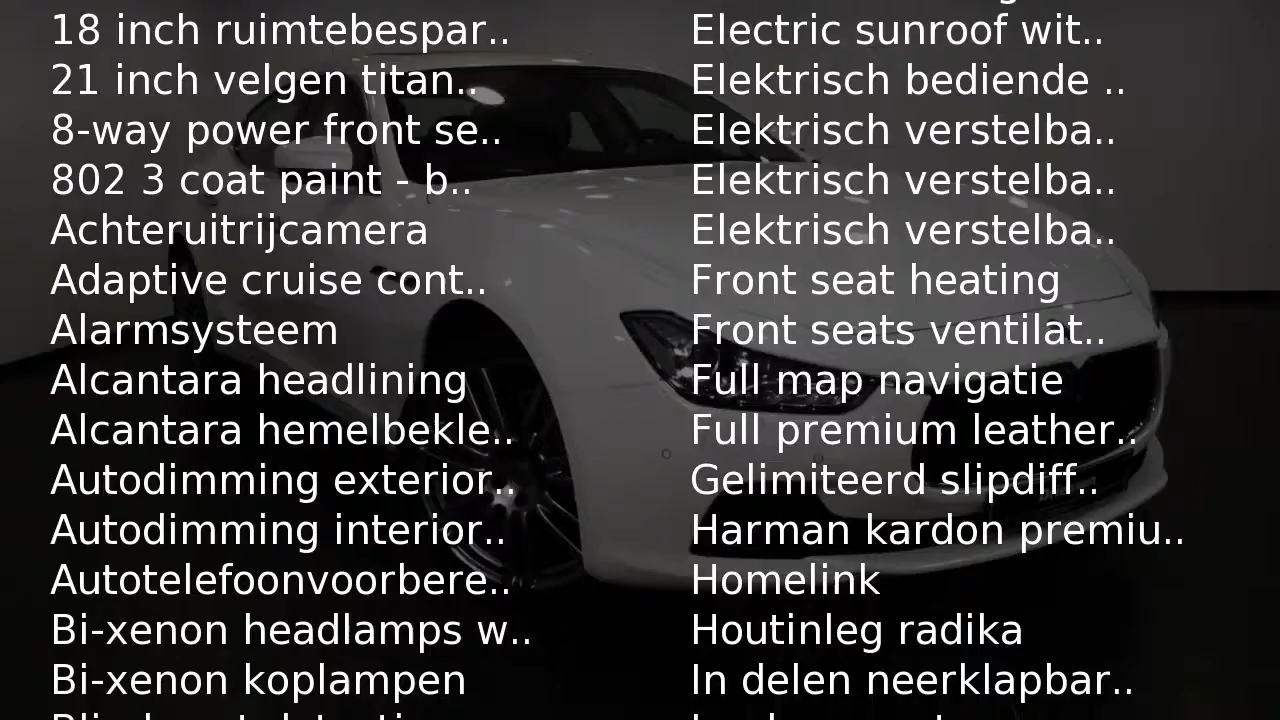 18 inch ruimtebespar..
21 inch velgen titan..
8-way power front se..
802 3 coat paint - b..
Achteruitrijcamera
Adaptive cruise cont..
Alarmsysteem
Alcantara headlining
Alcantara hemelbekle..
Autodimming exterior..
Autodimming interior..
Autotelefoonvoorbere..
Bi-xenon headlamps w..
Bi-xenon koplampen
Electric sunroof wit..
Elektrisch bediende ..
Elektrisch verstelba..
Elektrisch verstelba..
Elektrisch verstelba..
Front seat heating
Front seats ventilat..
Full map navigatie
Full premium leather..
Gelimiteerd slipdiff..
Harman kardon premiu..
Homelink
Houtinleg radika
In delen neerklapbar..